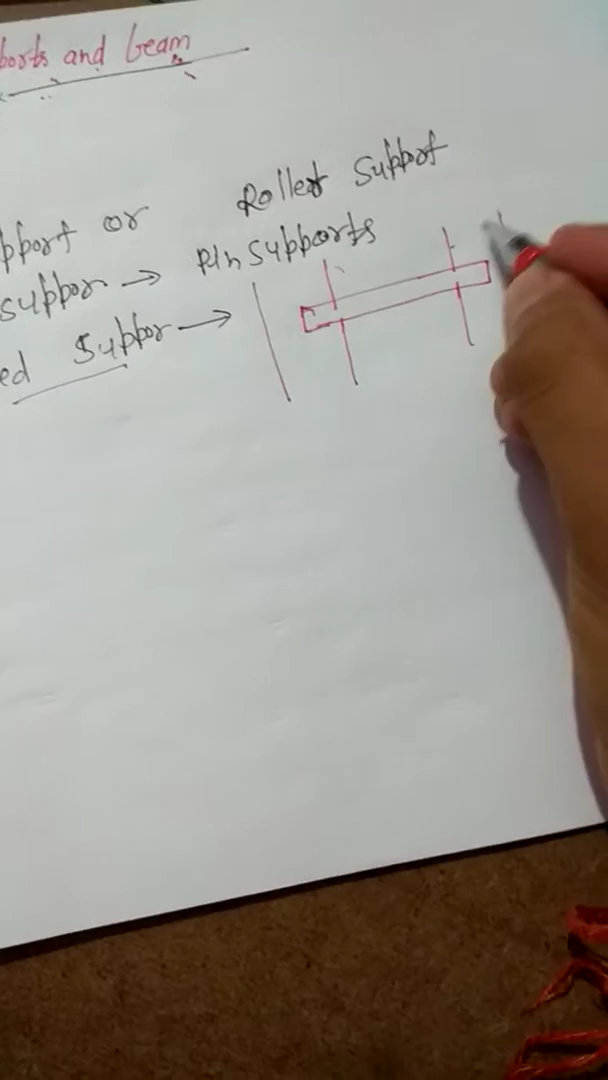 ports and beam
pport or Roller Support
suppor → Pin supports
ed Suppor →